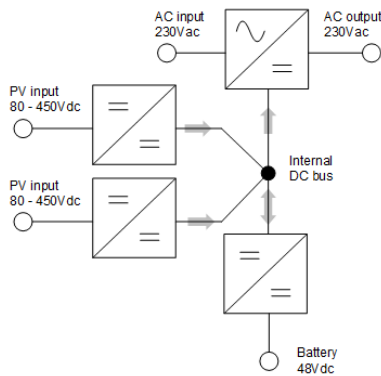 AC input
230Vac
AC output
230Vac
PV input
80 - 450Vdc
PV input
80 - 450Vdc
Internal
DC bus
Battery
48Vdc